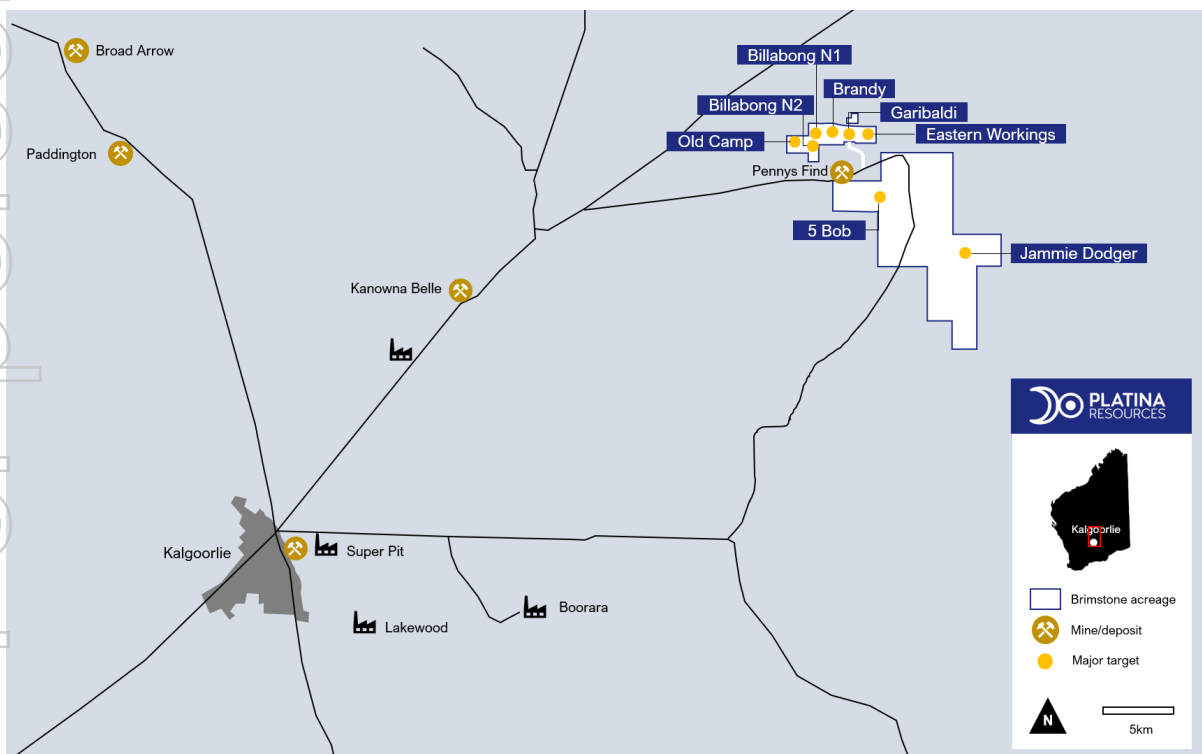 Broad Arrow
Paddington
Billabong N1
Brandy
Billabong N2
Garibaldi
Old Camp
Eastern Workings
Pennys Find
5 Bob
Jammie Dodger
Kanowna Belle
Kalgoorlie
Super Pit
Lakewood
Boorara
PLATINA
RESOURCES
Kalgoorlie
Brimstone acreage
Mine/deposit
Major target
N
5km